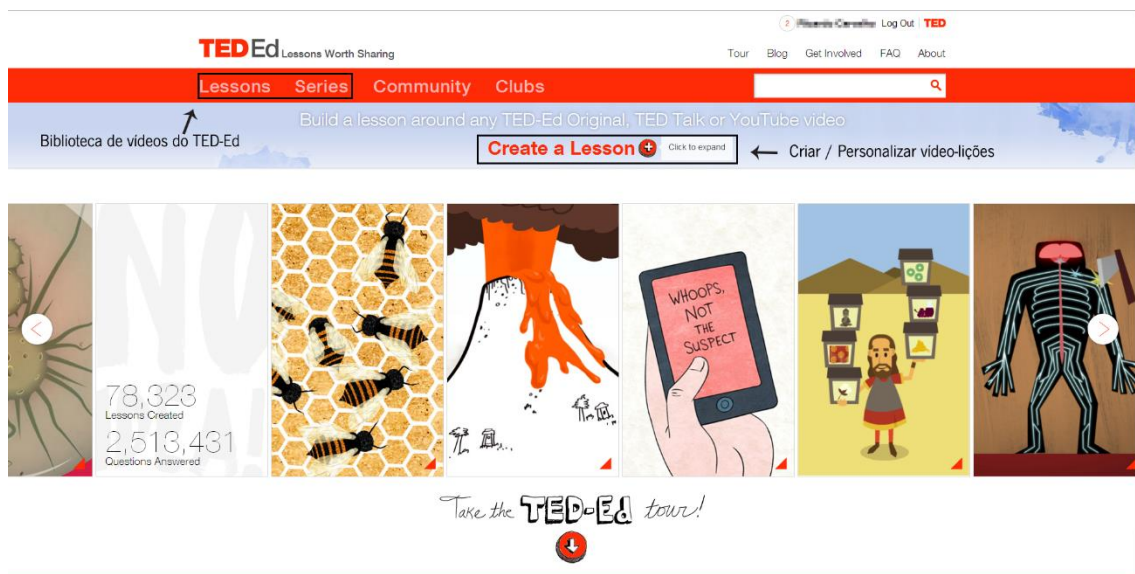 2 Log Out TED
TEDEd Lessons Worth Sharing
Tour Blog Get Involved FAQ About
Lessons Series Community Clubs
Build a lesson around any TED-Ed Original, TED Talk or YouTube video
Biblioteca de vídeos do TED-Ed
Create a Lesson Click to expand
Criar / Personalizar vídeo-lições
78,323
Lessons Created
2,513,431
Questions Answered
WHOOPS,
NOT
THE
SUSPECT
Take the TED-Ed tour!